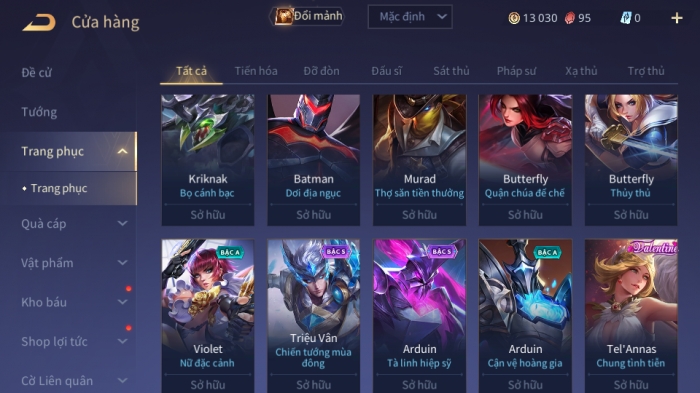 Cửa hàng
Đổi mảnh
Mặc định
13 030
95
0
Đề cử
Tướng
Trang phục
Trang phục
Quà cáp
Vật phẩm
Kho báu
Shop lợi tức
Cờ Liên quân
Tất cả Tiến hóa Đỡ đòn Đấu sĩ Sát thủ Pháp sư Xạ thủ Trợ thủ
Kriknak
Bọ cánh bạc
Sở hữu
Batman
Dơi địa ngục
Sở hữu
Murad
Thợ săn tiền thưởng
Sở hữu
Butterfly
Quận chúa đế chế
Sở hữu
Butterfly
Thủy thủ
Sở hữu
BẬC A
Violet
Nữ đặc cảnh
Sở hữu
BẬC S
Triệu Vân
Chiến tướng mùa
đông
Sở hữu
BẬC S
Arduin
Tà linh hiệp sỹ
Sở hữu
BẬC A
Arduin
Cận vệ hoàng gia
Sở hữu
Valentine
Tel'Annas
Chung tình tiễn
Sở hữu